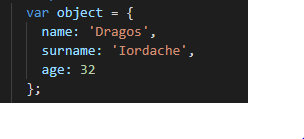 var object = {
  name: 'Dragos',
  surname: 'Iordache',
  age: 32
};